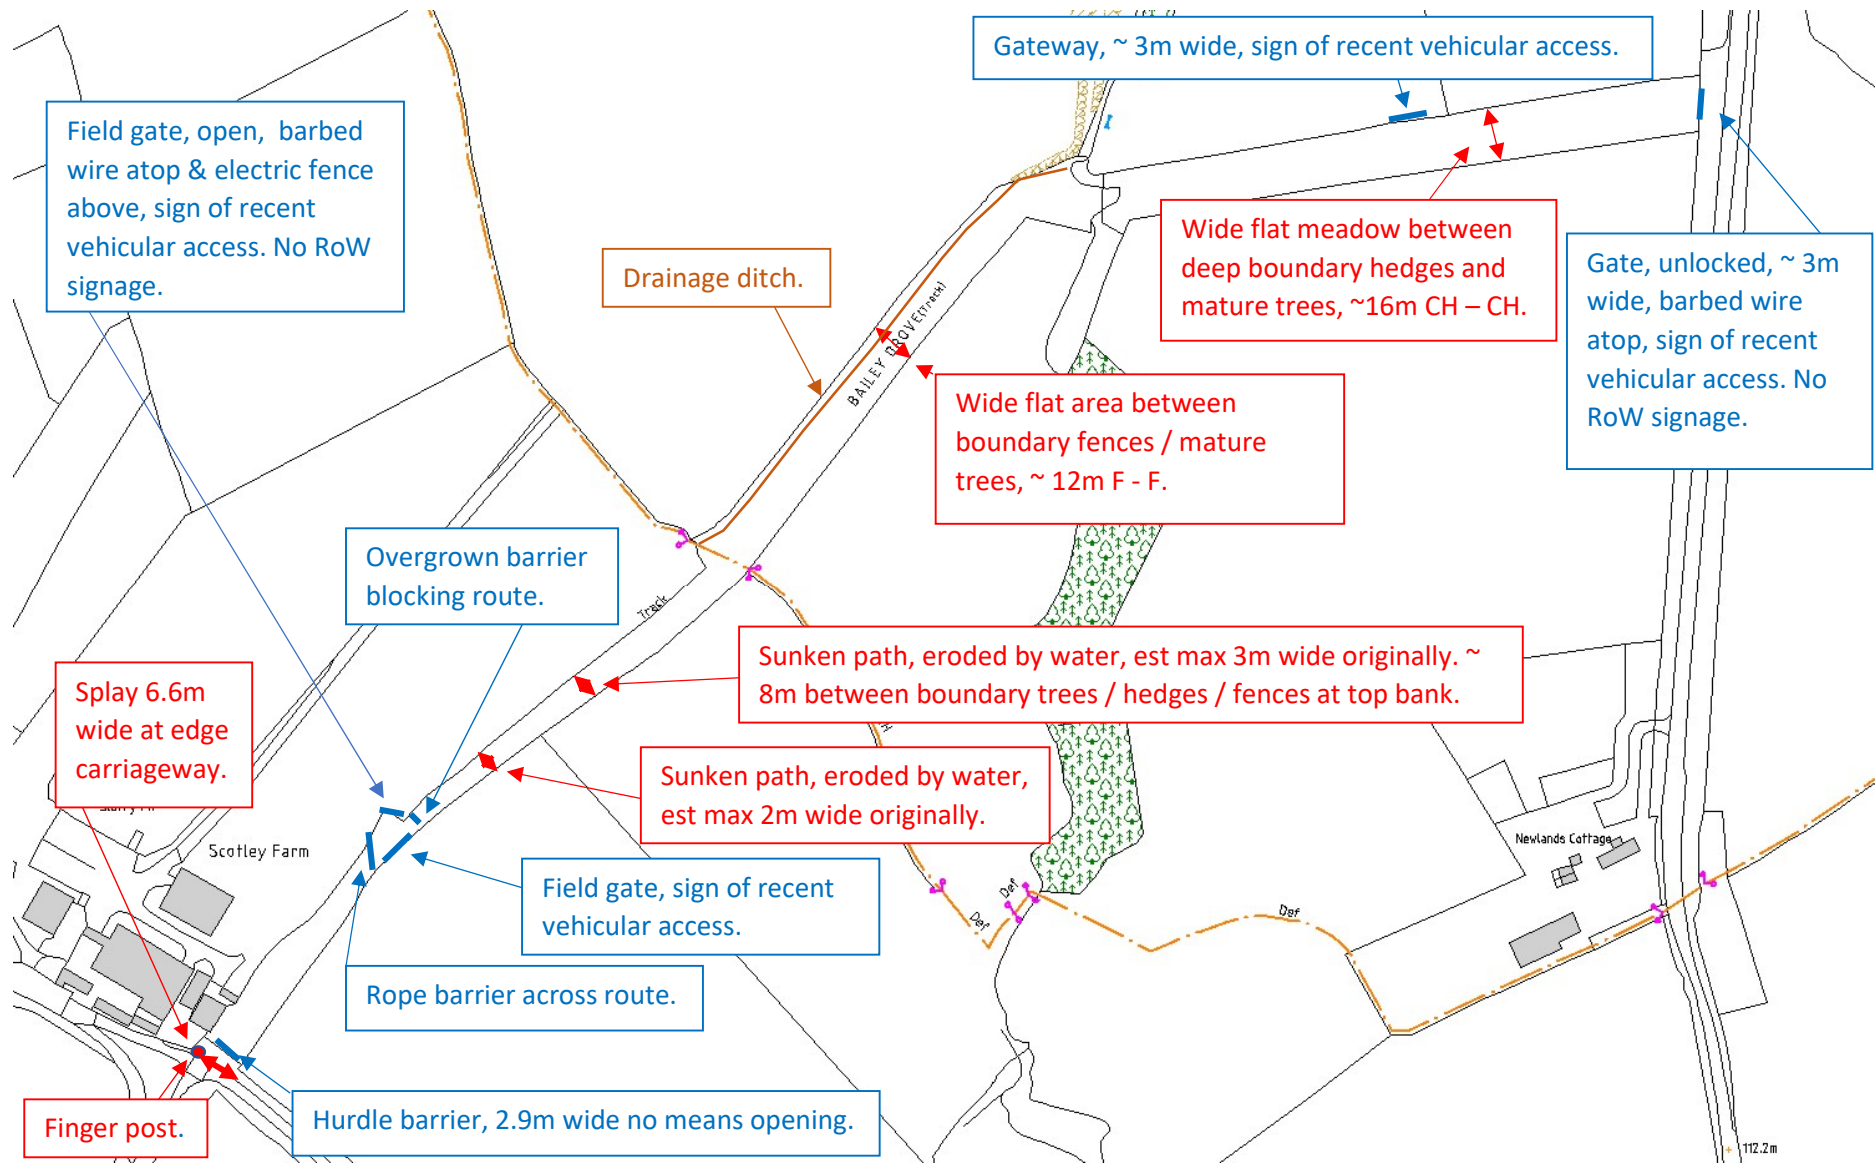 Gateway, ~ 3m wide, sign of recent vehicular access.
Field gate, open, barbed
wire atop & electric fence
above, sign of recent
vehicular access. No RoW
signage.
Drainage ditch.
BAILEY DROVE (Track)
Wide flat meadow between
deep boundary hedges and
mature trees, ~16m CH – CH.
Gate, unlocked, ~ 3m
wide, barbed wire
atop, sign of recent
vehicular access. No
RoW signage.
Wide flat area between
boundary fences / mature
trees, ~ 12m F - F.
Overgrown barrier
blocking route.
Track
Sunken path, eroded by water, est max 3m wide originally. ~
8m between boundary trees / hedges / fences at top bank.
Splay 6.6m
wide at edge
carriageway.
Sunken path, eroded by water,
est max 2m wide originally.
Scotley Farm
Newlands Cottage
Field gate, sign of recent
vehicular access.
Def
Def
Def
Rope barrier across route.
Hurdle barrier, 2.9m wide no means opening.
Finger post.
112.2m